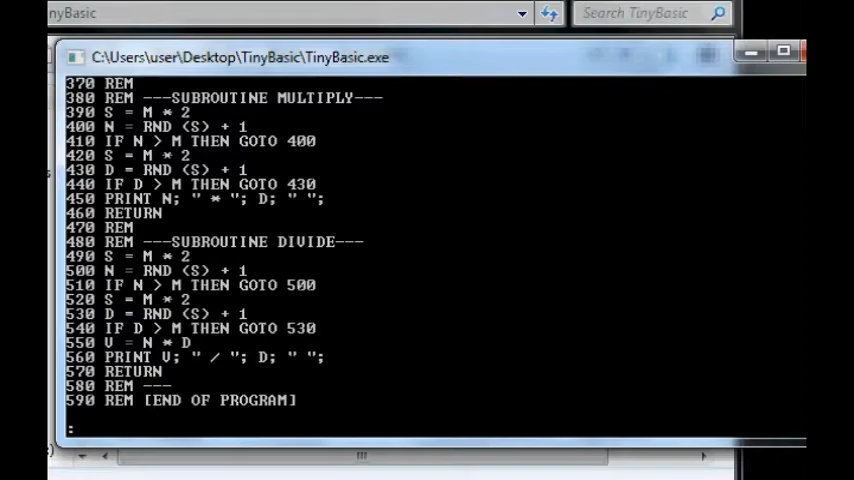 nyBasic
Search TinyBasic
C:\Users\user\Desktop\TinyBasic\TinyBasic.exe
370 REM
380 REM ---SUBROUTINE MULTIPLY---
390 S = M * 2
400 N = RND (S) + 1
410 IF N > M THEN GOTO 400
420 S = M * 2
430 D = RND (S) + 1
440 IF D > M THEN GOTO 430
450 PRINT N; " * "; D; " ";
460 RETURN
470 REM
480 REM ---SUBROUTINE DIVIDE---
490 S = M * 2
500 N = RND (S) + 1
510 IF N > M THEN GOTO 500
520 S = M * 2
530 D = RND (S) + 1
540 IF D > M THEN GOTO 530
550 V = N * D
560 PRINT V; " / "; D; " ";
570 RETURN
580 REM ---
590 REM [END OF PROGRAM]
: